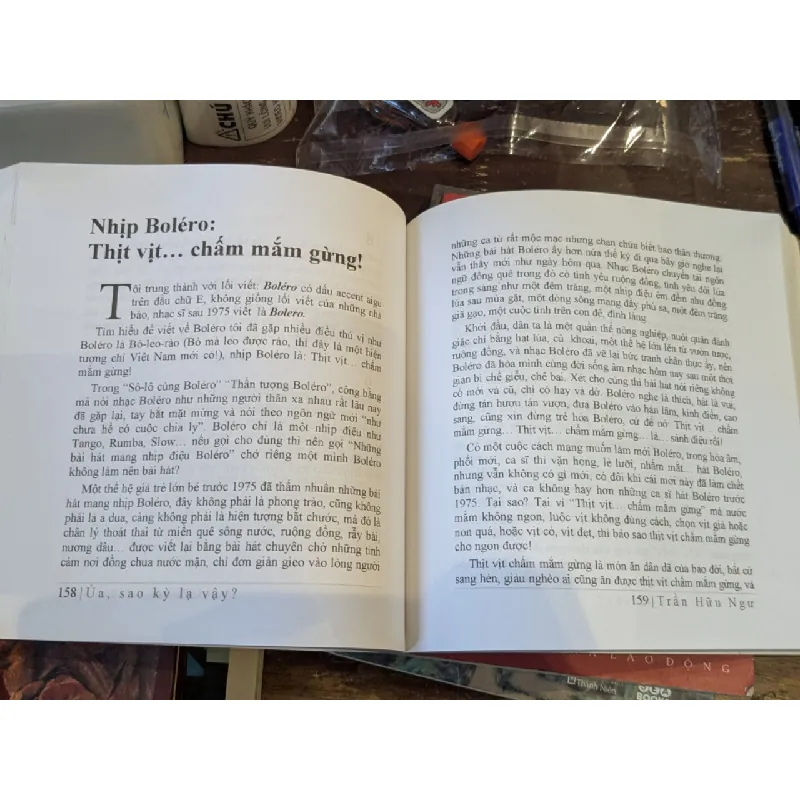 CHÚ
Nhịp Boléro:
Thịt vịt… chấm mắm gừng!
Tôi trung thành với lối viết: Boléro có dấu accent aigu
trên đầu chữ E, không giống lối viết của những nhà
báo, nhạc sĩ sau 1975 viết là Bolero.
Tìm hiểu để viết về Boléro tôi đã gặp nhiều điều thú vị như
Boléro là Bò-leo-rào (Bò mà leo được rào, thì đây là một hiện
tượng chỉ Việt Nam mới có!), nhịp Boléro là: Thịt vịt… chấm
mắm gừng!
Trong “Sô-lô cùng Boléro” “Thần tượng Boléro”, công bằng
mà nói nhạc Boléro như những người thân xa nhau rất lâu nay
đã gặp lại, tay bắt mặt mừng và nói theo ngôn ngữ mới “như
chưa hề có cuộc chia ly”. Boléro chỉ là một nhịp điệu như
Tango, Rumba, Slow… nếu gọi cho đúng thì nên gọi “Những
bài hát mang nhịp điệu Boléro” chớ riêng một mình Boléro
không làm nên bài hát?
Một thế hệ già trẻ lớn bé trước 1975 đã thấm nhuần những bài
hát mang nhịp Boléro, đây không phải là phong trào, cũng không
phải là a dua, càng không phải là hiện tượng bắt chước, mà đó là
chân lý thoát thai từ miền quê sông nước, ruộng đồng, rẫy bái,
nương dâu… được viết lại bằng bài hát chuyên chở những tình
cảm nơi đồng chua nước mặn, chỉ đơn giản gieo vào lòng người
158 | Ủa, sao kỳ lạ vậy?
những ca từ rất mộc mạc nhưng chan chứa biết bao thân thương.
Những bài hát Boléro ấy hơn nửa thế kỷ đi qua bây giờ nghe lại
vẫn thấy mới như ngày hôm qua. Nhạc Boléro chuyển tải ngôn
ngữ đồng quê trong đó có tình yêu ruộng đồng, tình yêu đôi lứa
trong sáng như một đêm trăng, một nhịp điệu êm đềm như đồng
lúa sau mùa gặt, một dòng sông mang đầy phù sa, một đêm trăng
giã gạo, một cuộc tình trên con đê, đình làng.
Khởi đầu, dân ta là một quần thể nông nghiệp, nuôi quân đánh
giặc chỉ bằng hạt lúa, củ khoai, một thế hệ lớn lên từ vườn tược,
ruộng đồng, và nhạc Boléro đã vẽ lại bức tranh chân thực ấy, nên
Boléro đã hòa mình cùng đời sống âm nhạc hôm nay sau một thời
gian bị chế giễu, chê bai. Xét cho cùng thì bài hát nói riêng không
có mới và cũ, chỉ có hay và dở. Boléro nghe là thích, hát là vui,
đừng tán hươu tán vượn, đưa Boléro vào hàn lâm, kinh điển, cao
sang, cũng xin đừng trẻ hóa Boléro, cứ để nó: Thịt vịt… chấm
mắm gừng… Thịt vịt… chấm mắm gừng… là… sành điệu rồi!
Có một cuộc cách mạng muốn làm mới Boléro, trong hòa âm,
phối mới, ca sĩ thì vặn họng, lè lưỡi, nhắm mắt… hát Boléro,
nhưng vẫn không có gì mới, có đôi khi cái mới này đã làm chết
bản nhạc, và ca không hay hơn những ca sĩ hát Boléro trước
1975. Tại sao? Tại vì “Thịt vịt… chấm mắm gừng” mà nước
mắm không ngon, luộc vịt không đúng cách, chọn vịt già hoặc
non quá, hoặc vịt cỏ, vịt đẹt, thì bảo sao thịt vịt chấm mắm gừng
cho ngon được!
Thịt vịt chấm mắm gừng là món ăn dân dã của bao đời, bất cứ
sang hèn, giàu nghèo ai cũng ăn được thịt vịt chấm mắm gừng, và
159 | Trần Hữu Ngư
LAO ĐỘNG
Thanh Niên
BOOKS